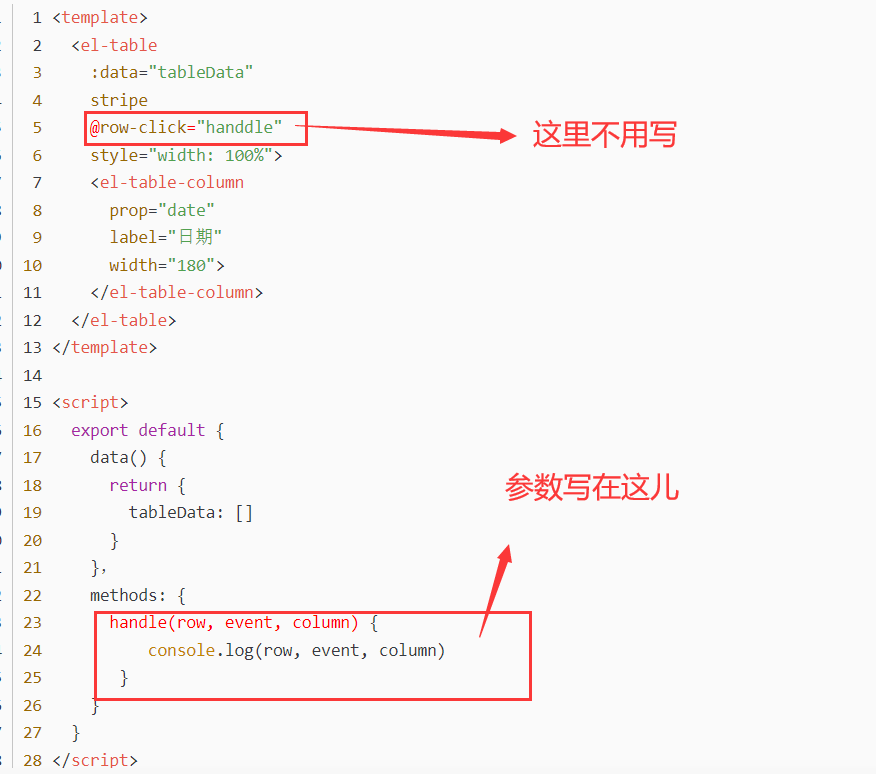 1 <template>
2 <el-table
3 :data="tableData"
4 stripe
5 @row-click="handdle"
这里不用写
6 style="width: 100%">
7 <el-table-column
8 prop="date"
9 label="日期"
10 width="180">
11 </el-table-column>
12 </el-table>
13 </template>
14
15 <script>
16 export default {
17 data() {
18 return {
参数写在这儿
19 tableData: []
20 }
21 },
22 methods: {
23 handle(row, event, column) {
24 console.log(row, event, column)
25 }
26 }
27 }
28 </script>